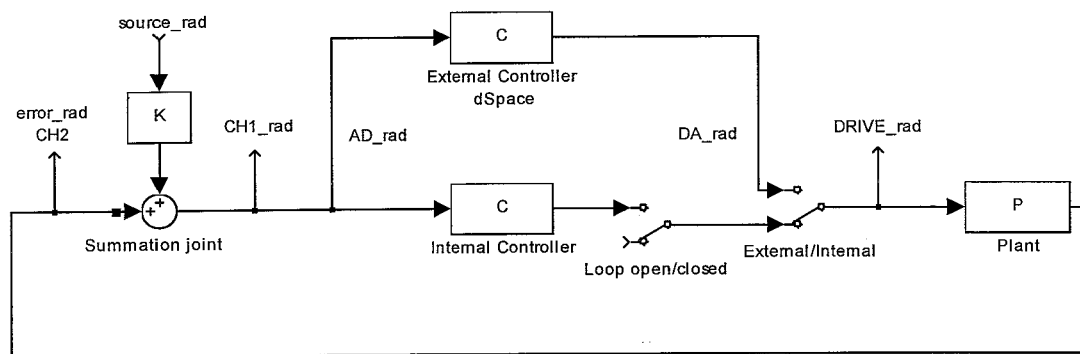 source_rad
K
error_rad
CH2
CH1_rad
AD_rad
++
Summation joint
C
External Controller
dSpace
C
Internal Controller
Loop open/closed
DA_rad
External/Internal
DRIVE_rad
P
Plant